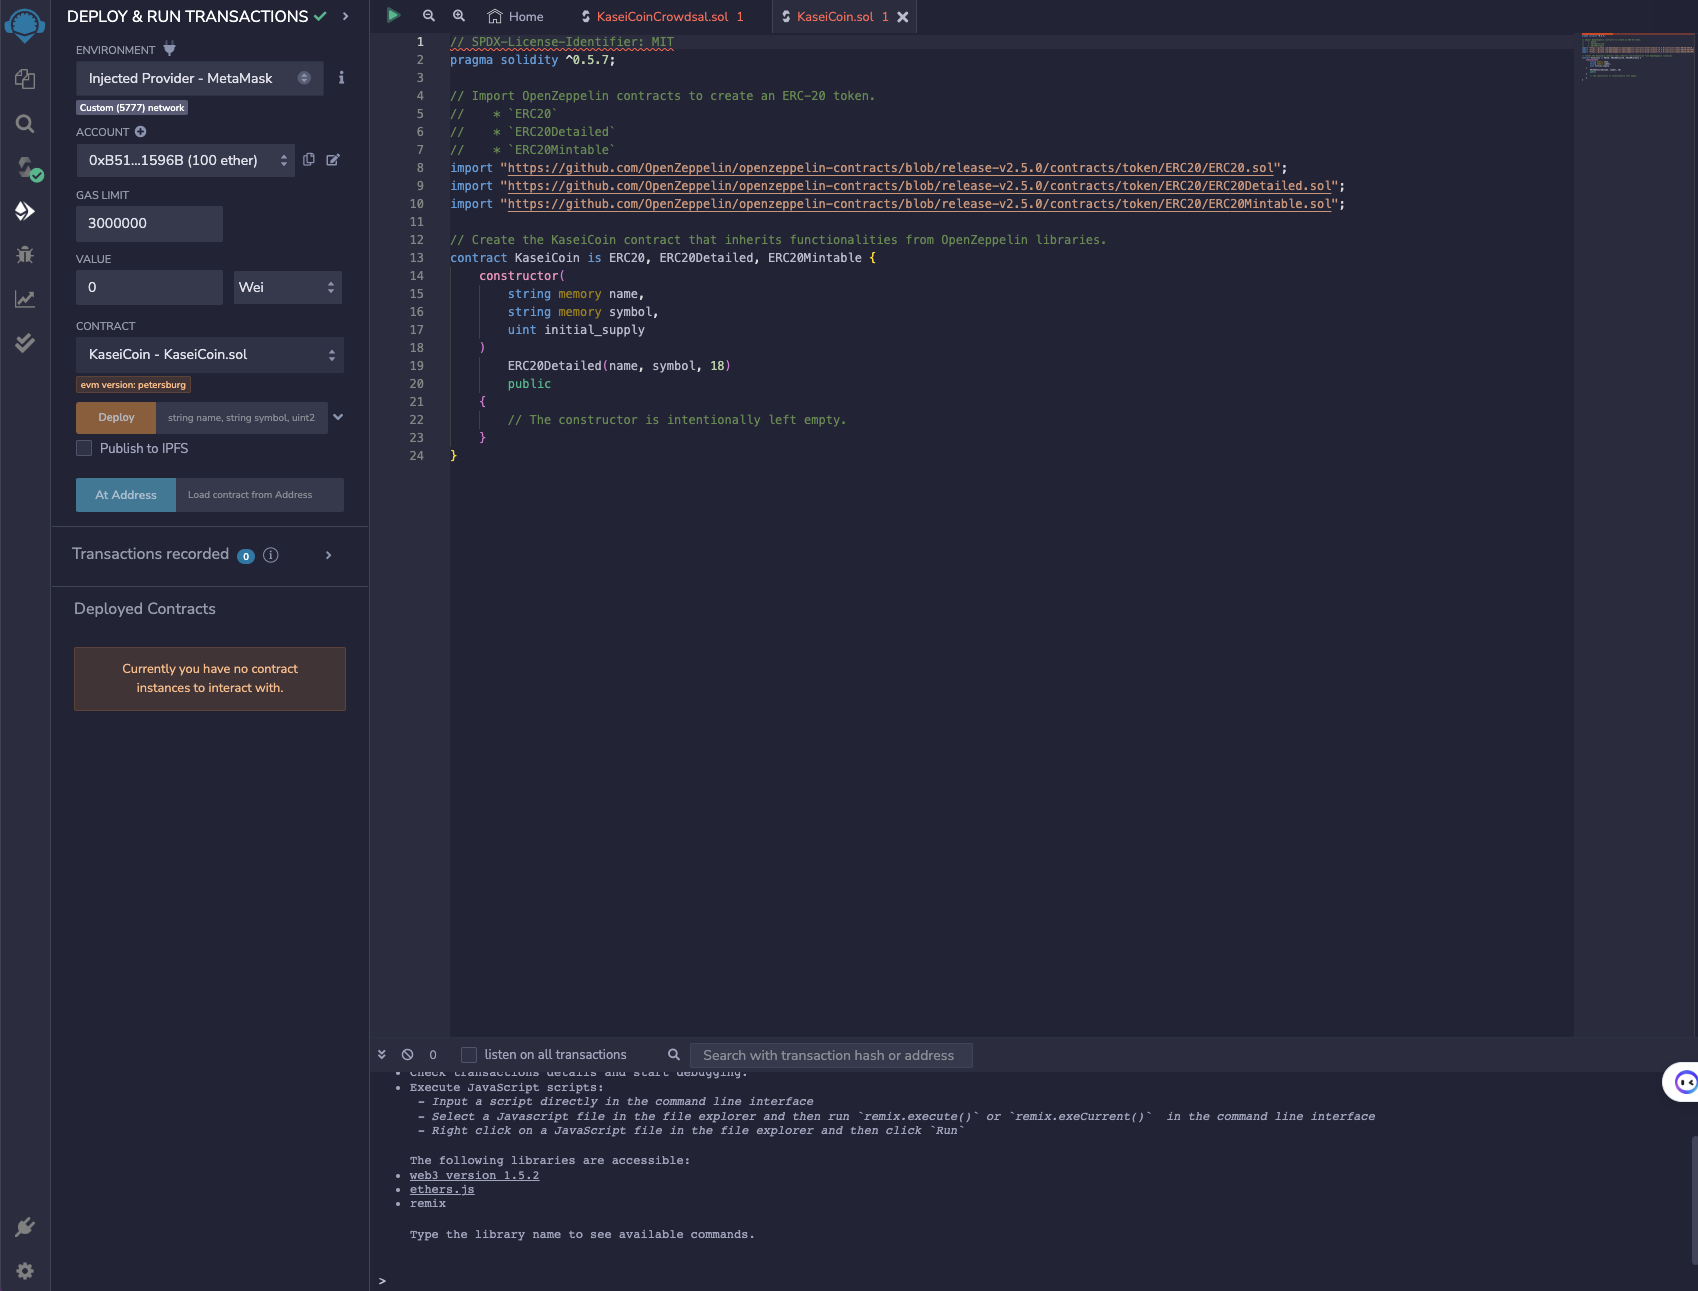 DEPLOY & RUN TRANSACTIONS
ENVIRONMENT
Injected Provider - MetaMask
Custom (5777) network
ACCOUNT
0xB51...1596B (100 ether)
GAS LIMIT
3000000
VALUE
0
Wei
CONTRACT
KaseiCoin - KaseiCoin.sol
evm version: petersburg
Deploy
string name, string symbol, uint2
Publish to IPFS
At Address
Load contract from Address
Transactions recorded 0
Deployed Contracts
Currently you have no contract
instances to interact with.
Home
KaseiCoinCrowdsal.sol 1
KaseiCoin.sol 1
1 // SPDX-License-Identifier: MIT
2 pragma solidity ^0.5.7;
3
4 // Import OpenZeppelin contracts to create an ERC-20 token.
5 //    * `ERC20`
6 //    * `ERC20Detailed`
7 //    * `ERC20Mintable`
8 import "https://github.com/OpenZeppelin/openzeppelin-contracts/blob/release-v2.5.0/contracts/token/ERC20/ERC20.sol";
9 import "https://github.com/OpenZeppelin/openzeppelin-contracts/blob/release-v2.5.0/contracts/token/ERC20/ERC20Detailed.sol";
10 import "https://github.com/OpenZeppelin/openzeppelin-contracts/blob/release-v2.5.0/contracts/token/ERC20/ERC20Mintable.sol";
11
12 // Create the KaseiCoin contract that inherits functionalities from OpenZeppelin libraries.
13 contract KaseiCoin is ERC20, ERC20Detailed, ERC20Mintable {
14     constructor(
15         string memory name,
16         string memory symbol,
17         uint initial_supply
18     )
19         ERC20Detailed(name, symbol, 18)
20         public
21     {
22         // The constructor is intentionally left empty.
23     }
24 }
0
listen on all transactions
Search with transaction hash or address
• Check transactions details and start debugging.
• Execute JavaScript scripts:
- Input a script directly in the command line interface
- Select a Javascript file in the file explorer and then run `remix.execute()` or `remix.exeCurrent()` in the command line interface
- Right click on a JavaScript file in the file explorer and then click `Run`
The following libraries are accessible:
• web3 version 1.5.2
• ethers.js
• remix
Type the library name to see available commands.
>